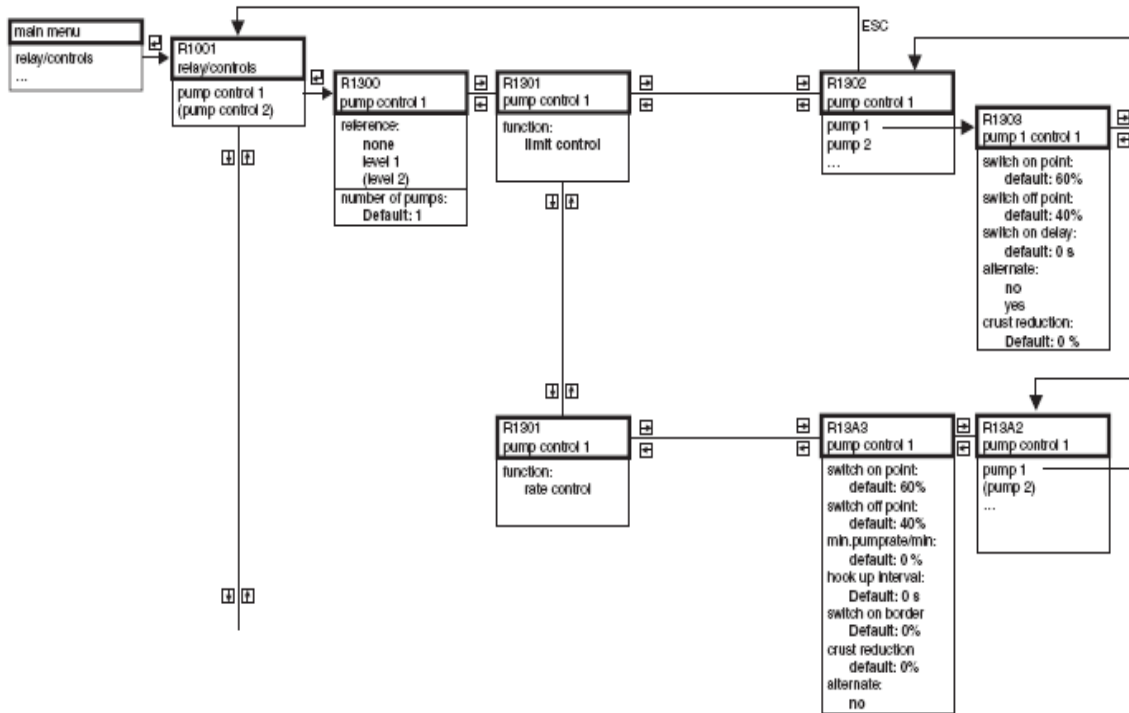 main menu
relay/controls
...
R1001
relay/controls
pump control 1
(pump control 2)
R1300
pump control 1
reference:
none
level 1
(level 2)
number of pumps:
Default: 1
R1301
pump control 1
function:
limit control
ESC
R1302
pump control 1
pump 1
pump 2
...
R1303
pump 1 control 1
switch on point:
default: 60%
switch off point:
default: 40%
switch on delay:
default: 0 s
alternate:
no
yes
crust reduction:
Default: 0 %
R1301
pump control 1
function:
rate control
R13A3
pump control 1
switch on point:
default: 60%
switch off point:
default: 40%
min.pumprate/min:
default: 0 %
hook up interval:
Default: 0 s
switch on border
Default: 0%
crust reduction
default: 0%
alternate:
no
R13A2
pump control 1
pump 1
(pump 2)
...